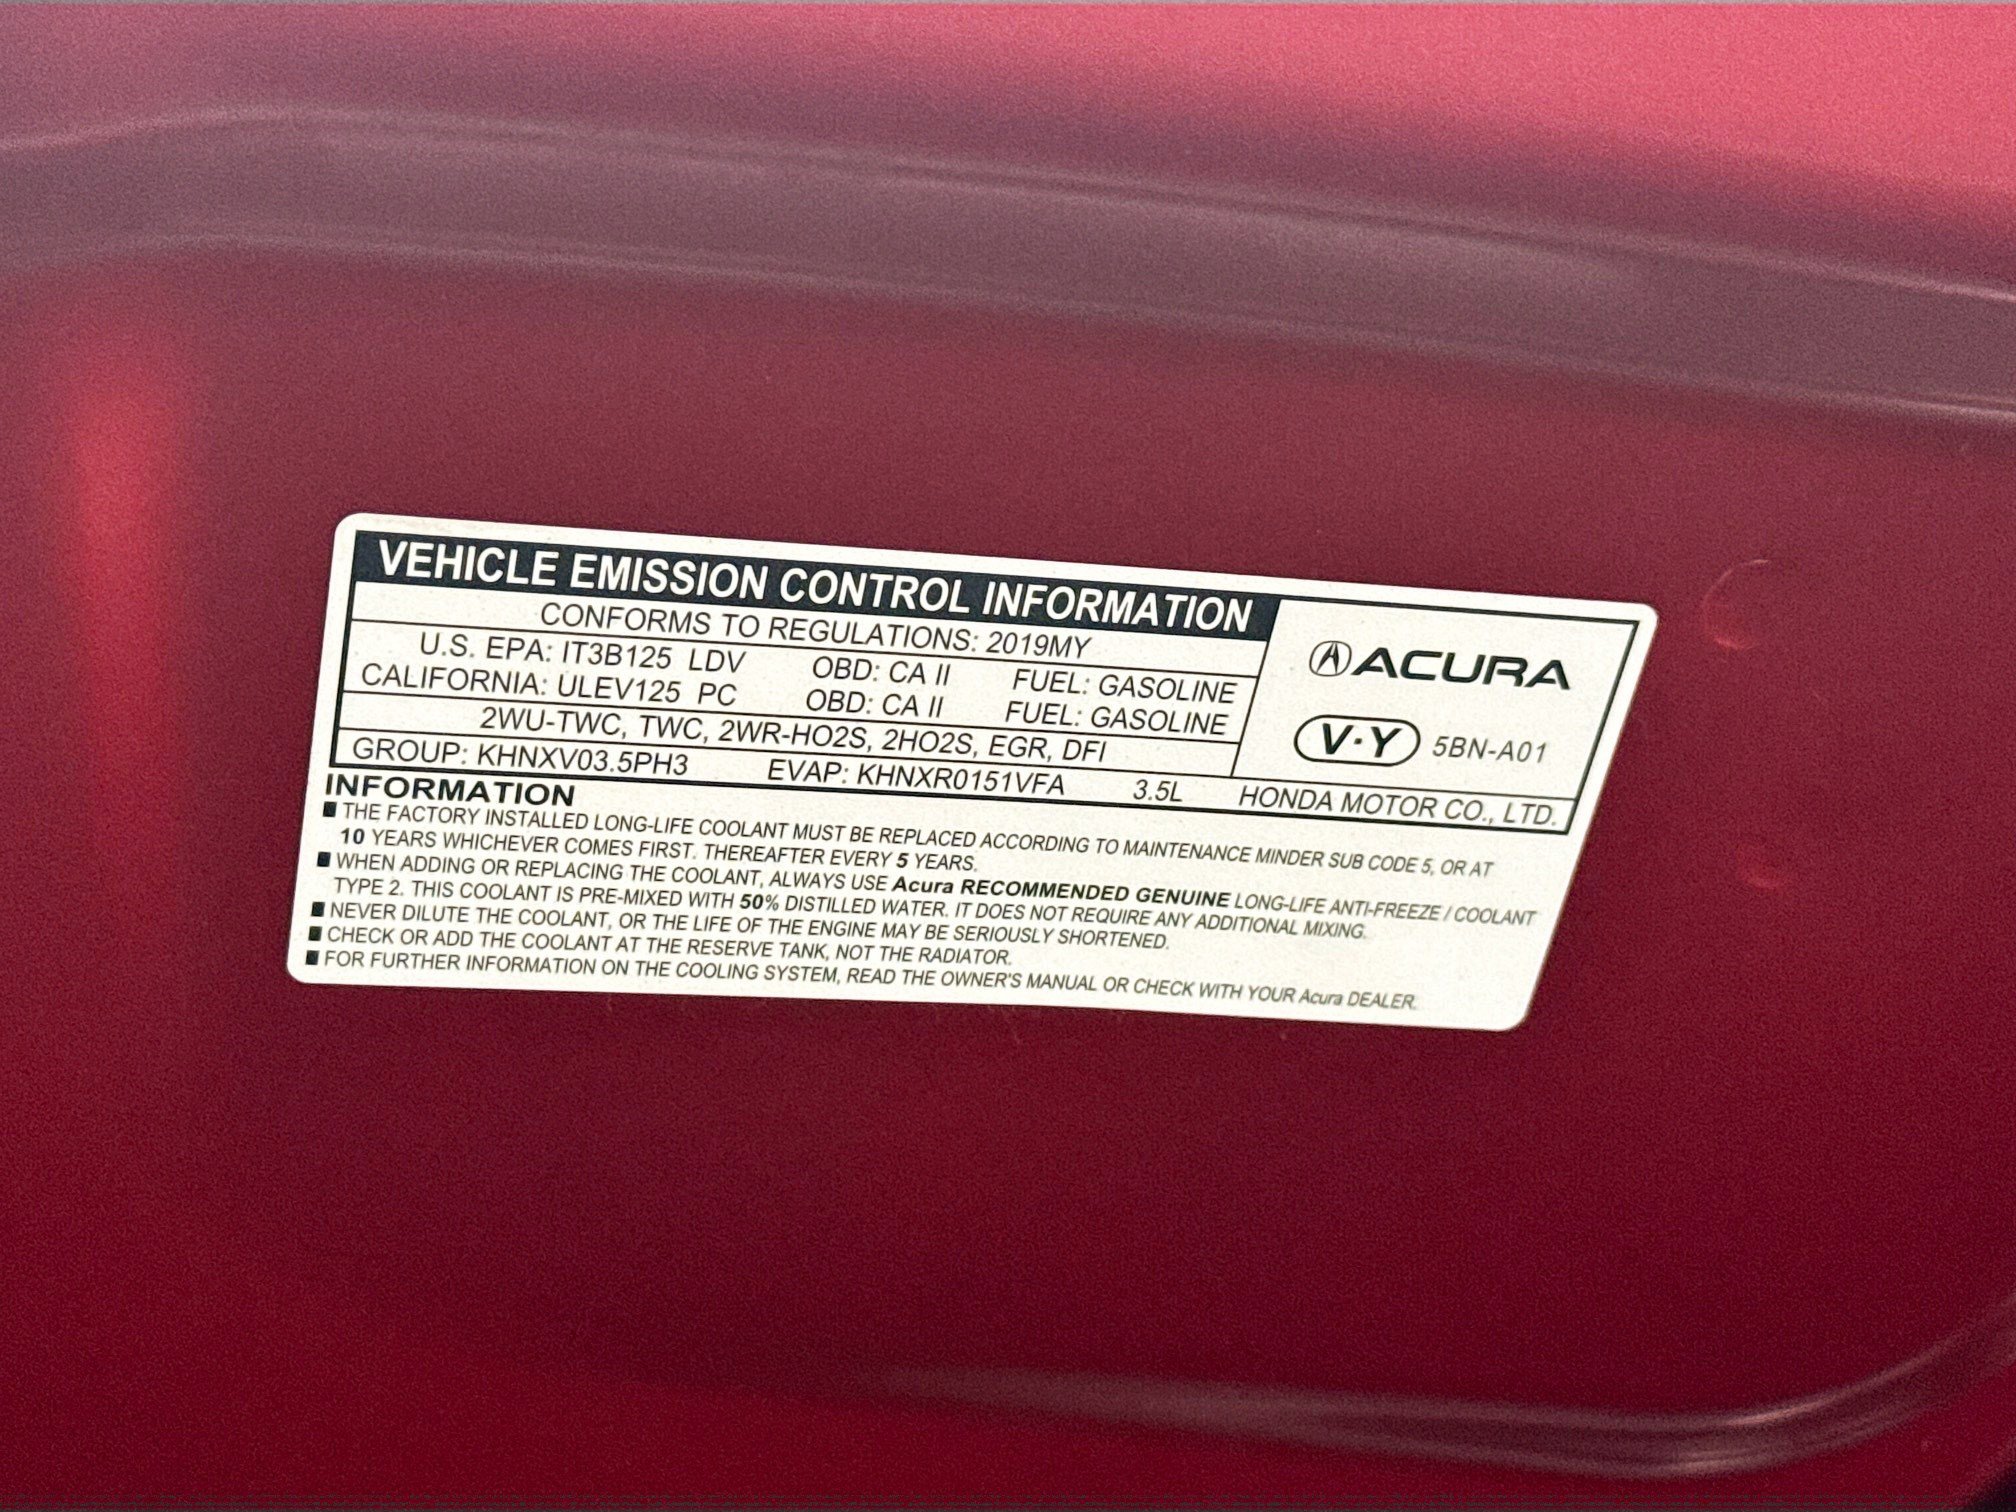 VEHICLE EMISSION CONTROL INFORMATION
CONFORMS TO REGULATIONS: 2019MY
U.S. EPA: IT3B125 LDV OBD: CA II FUEL: GASOLINE
CALIFORNIA: ULEV125 PC OBD: CA II FUEL: GASOLINE
2WU-TWC, TWC, 2WR-HO2S, 2HO2S, EGR, DFI
ACURA
V·Y 5BN-A01
GROUP: KHNXV03.5PH3 EVAP: KHNXR0151VFA 3.5L HONDA MOTOR CO., LTD.
INFORMATION
■ THE FACTORY INSTALLED LONG-LIFE COOLANT MUST BE REPLACED ACCORDING TO MAINTENANCE MINDER SUB CODE 5, OR AT
10 YEARS WHICHEVER COMES FIRST. THEREAFTER EVERY 5 YEARS.
■ WHEN ADDING OR REPLACING THE COOLANT, ALWAYS USE Acura RECOMMENDED GENUINE LONG-LIFE ANTI-FREEZE / COOLANT
TYPE 2. THIS COOLANT IS PRE-MIXED WITH 50% DISTILLED WATER. IT DOES NOT REQUIRE ANY ADDITIONAL MIXING.
■ NEVER DILUTE THE COOLANT, OR THE LIFE OF THE ENGINE MAY BE SERIOUSLY SHORTENED.
■ CHECK OR ADD THE COOLANT AT THE RESERVE TANK, NOT THE RADIATOR.
■ FOR FURTHER INFORMATION ON THE COOLING SYSTEM, READ THE OWNER'S MANUAL OR CHECK WITH YOUR Acura DEALER.